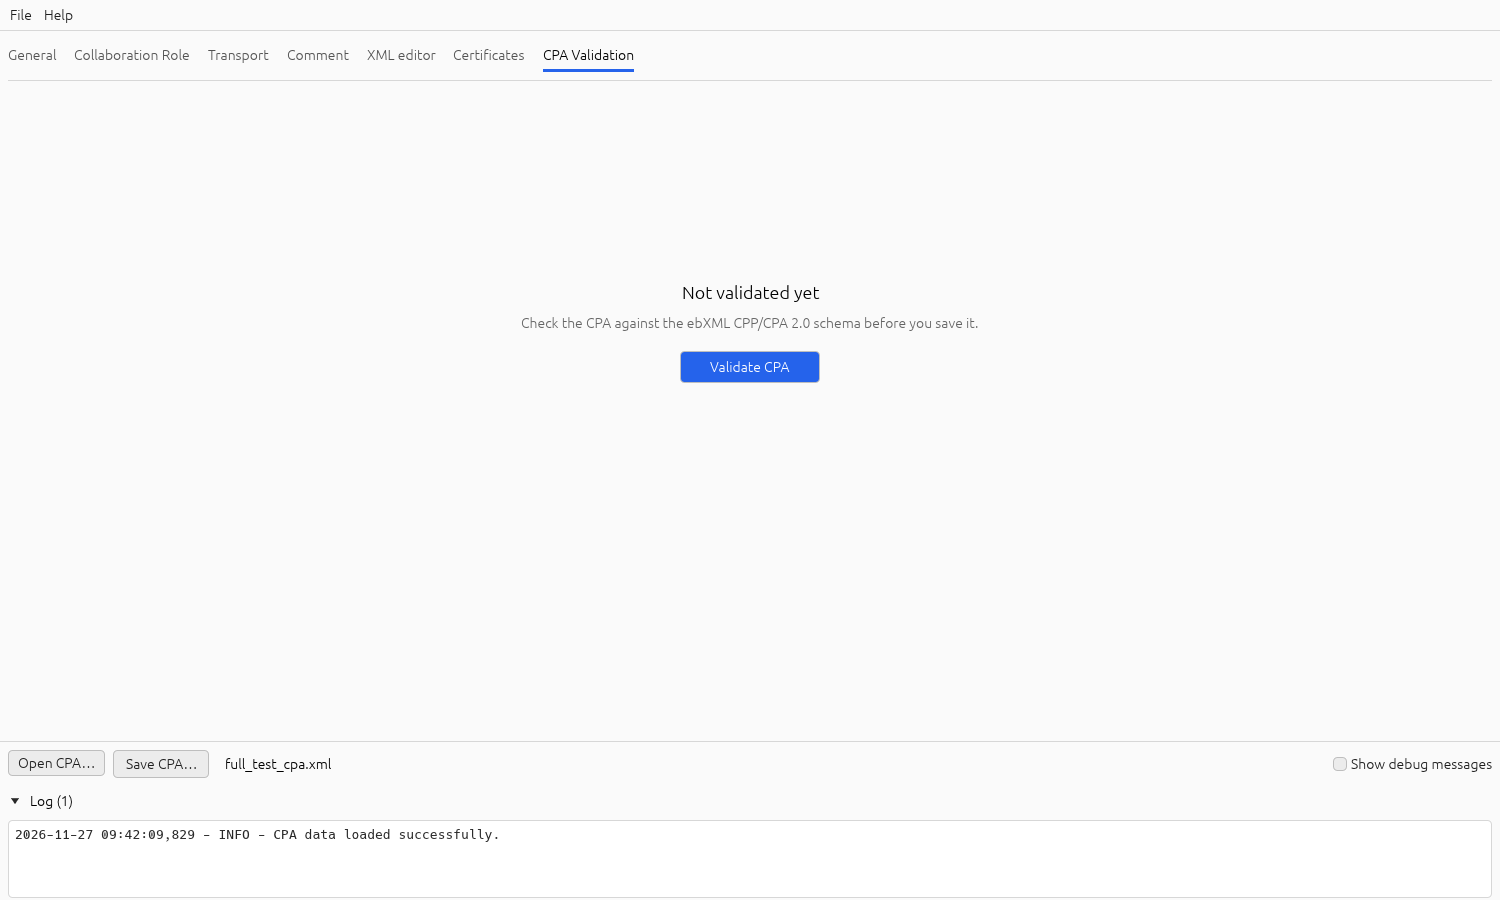 File Help
General Collaboration Role Transport Comment XML editor Certificates CPA Validation
Not validated yet
Check the CPA against the ebXML CPP/CPA 2.0 schema before you save it.
Validate CPA
Open CPA... Save CPA... full_test_cpa.xml Show debug messages
Log (1)
2026-11-27 09:42:09,829 - INFO - CPA data loaded successfully.